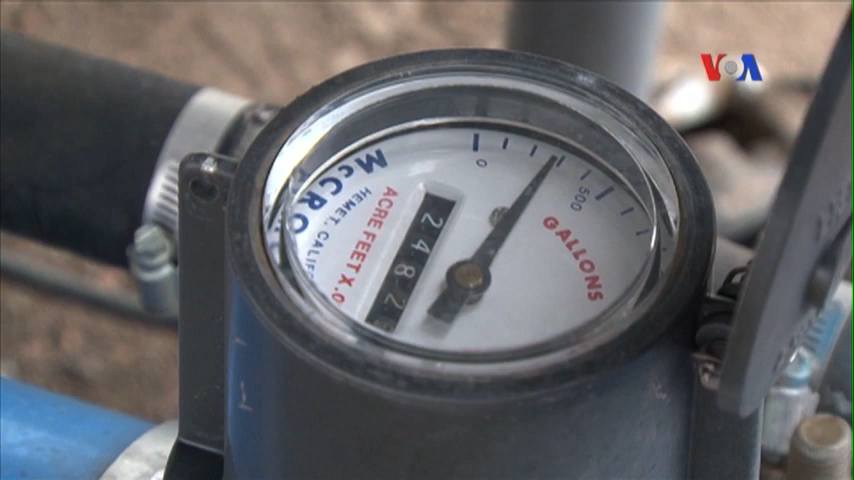 VOA
0
500
GALLONS
McCRO
HEMET, CALIF
ACRE FEET X.0
2482